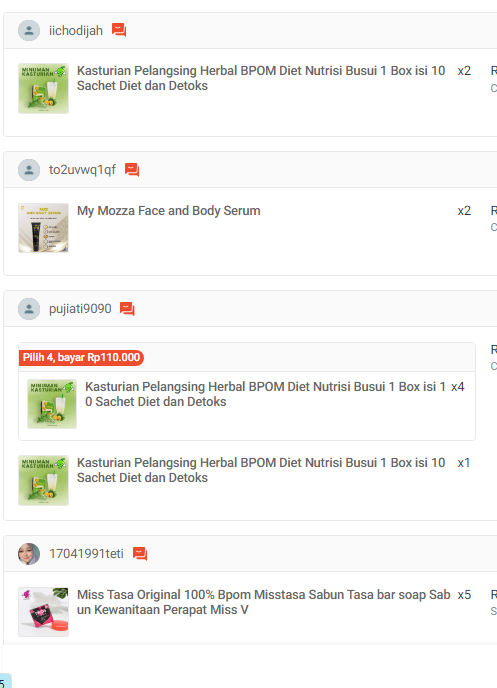 iichodijah
MINUMAN
KASTURIAN
Kasturian Pelangsing Herbal BPOM Diet Nutrisi Busui 1 Box isi 10
Sachet Diet dan Detoks
x2
R
C
to2uvwq1qf
My Mozza Face and Body Serum
x2
R
C
pujiati9090
Pilih 4, bayar Rp110.000
R
C
MINUMAN
KASTURIAN
Kasturian Pelangsing Herbal BPOM Diet Nutrisi Busui 1 Box isi 1
0 Sachet Diet dan Detoks
x4
MINUMAN
KASTURIAN
Kasturian Pelangsing Herbal BPOM Diet Nutrisi Busui 1 Box isi 10
Sachet Diet dan Detoks
x1
17041991teti
Miss Tasa Original 100% Bpom Misstasa Sabun Tasa bar soap Sab
un Kewanitaan Perapat Miss V
x5
R
S
5